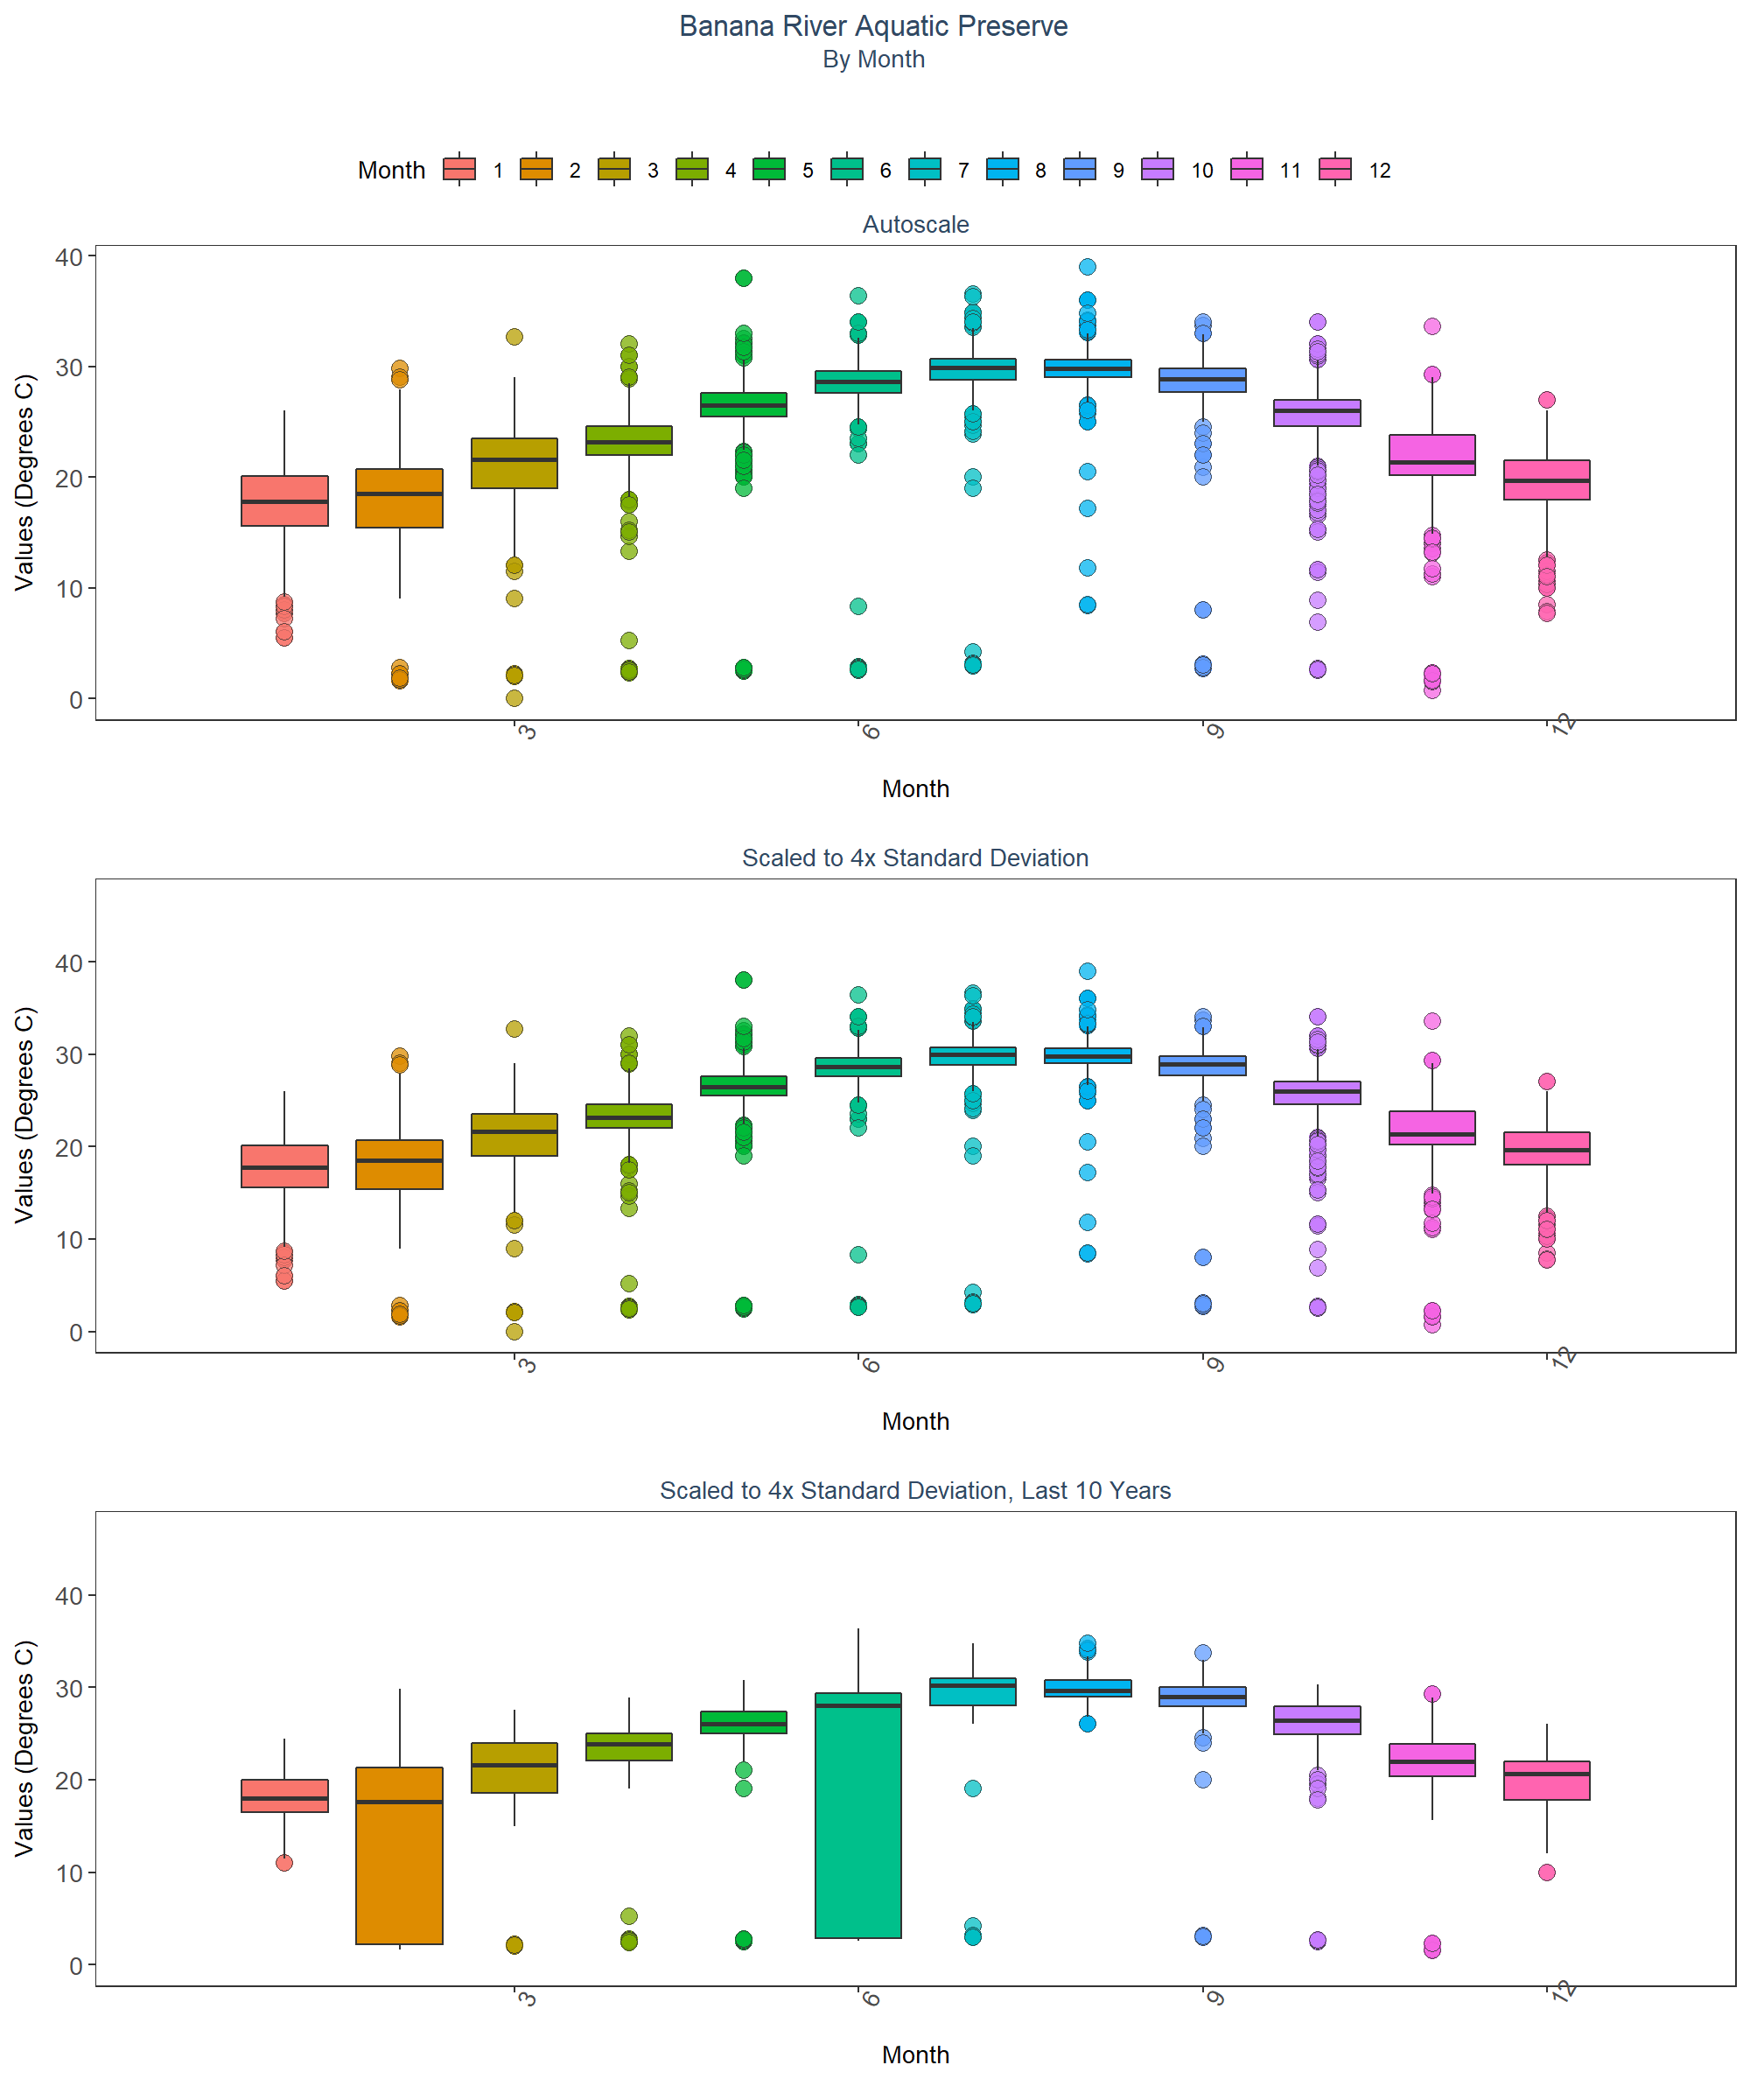 Banana River Aquatic Preserve
By Month
Month 1 2 3 4 5 6 7 8 9 10 11 12
Autoscale
Values (Degrees C)
40
30
20
10
0
3 6 9 12
Month
Scaled to 4x Standard Deviation
Values (Degrees C)
40
30
20
10
0
3 6 9 12
Month
Scaled to 4x Standard Deviation, Last 10 Years
Values (Degrees C)
40
30
20
10
0
3 6 9 12
Month